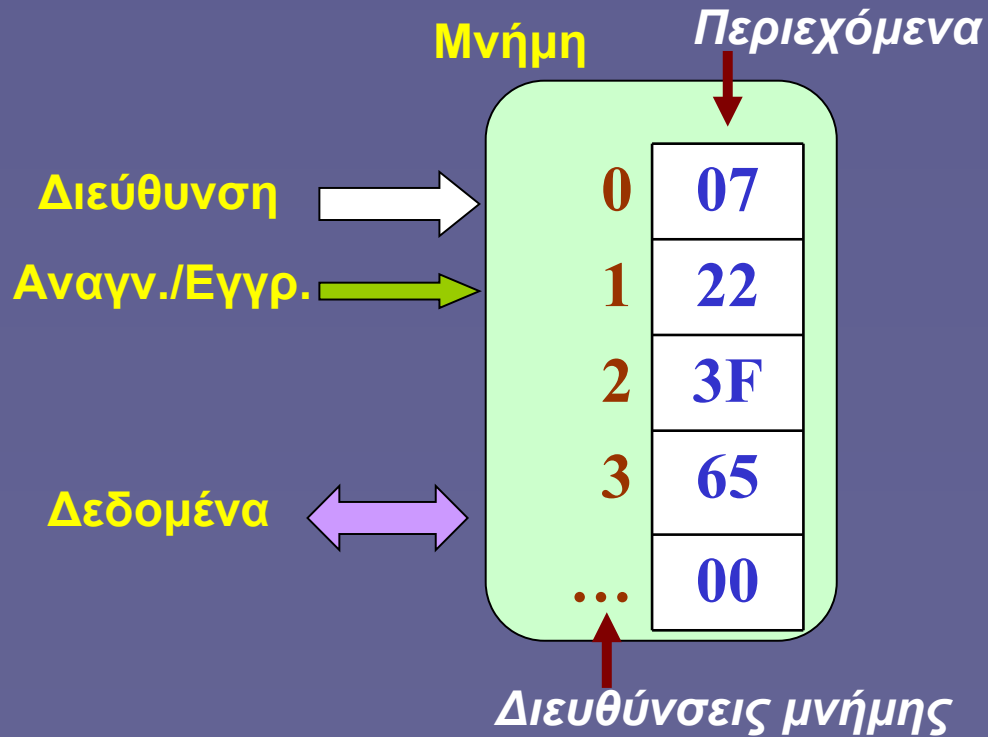 Περιεχόμενα
Μνήμη
Διεύθυνση
0 07
Αναγν./Εγγρ.
1 22
2 3F
3 65
Δεδομένα
... 00
Διευθύνσεις μνήμης